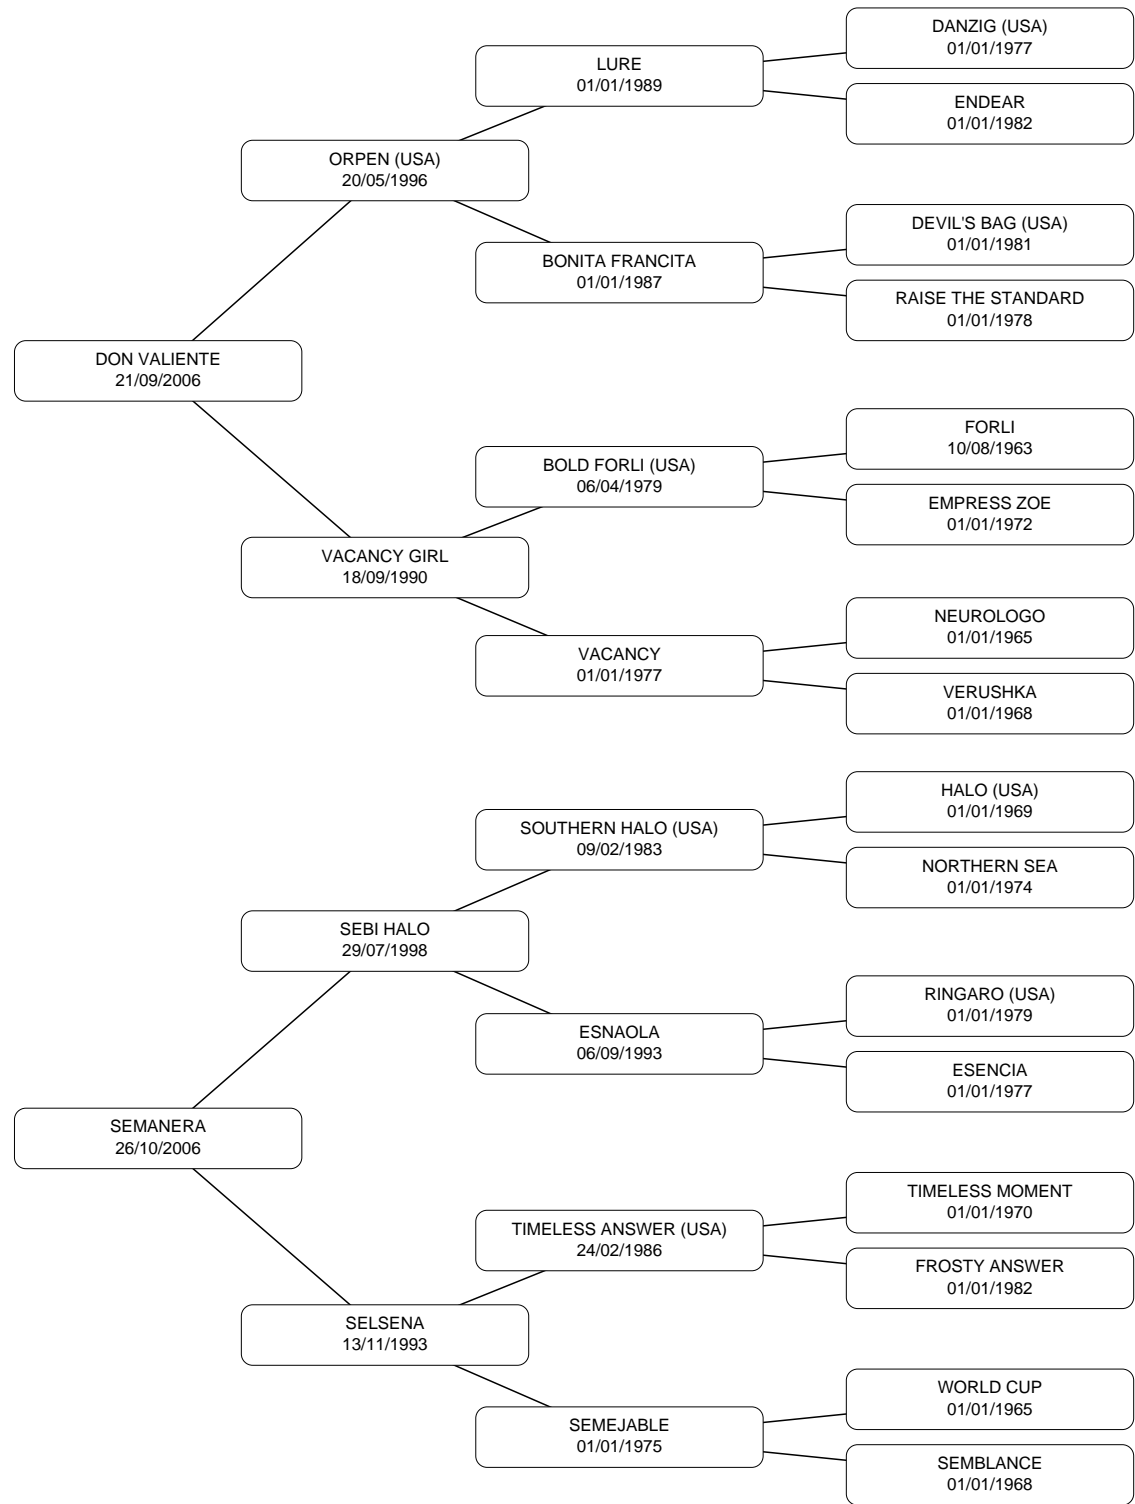 DANZIG (USA)
01/01/1977
LURE
01/01/1989
ENDEAR
01/01/1982
ORPEN (USA)
20/05/1996
DEVIL'S BAG (USA)
01/01/1981
BONITA FRANCITA
01/01/1987
RAISE THE STANDARD
01/01/1978
DON VALIENTE
21/09/2006
FORLI
10/08/1963
BOLD FORLI (USA)
06/04/1979
EMPRESS ZOE
01/01/1972
VACANCY GIRL
18/09/1990
NEUROLOGO
01/01/1965
VACANCY
01/01/1977
VERUSHKA
01/01/1968
HALO (USA)
01/01/1969
SOUTHERN HALO (USA)
09/02/1983
NORTHERN SEA
01/01/1974
SEBI HALO
29/07/1998
RINGARO (USA)
01/01/1979
ESNAOLA
06/09/1993
ESENCIA
01/01/1977
SEMANERA
26/10/2006
TIMELESS MOMENT
01/01/1970
TIMELESS ANSWER (USA)
24/02/1986
FROSTY ANSWER
01/01/1982
SELSENA
13/11/1993
WORLD CUP
01/01/1965
SEMEJABLE
01/01/1975
SEMBLANCE
01/01/1968